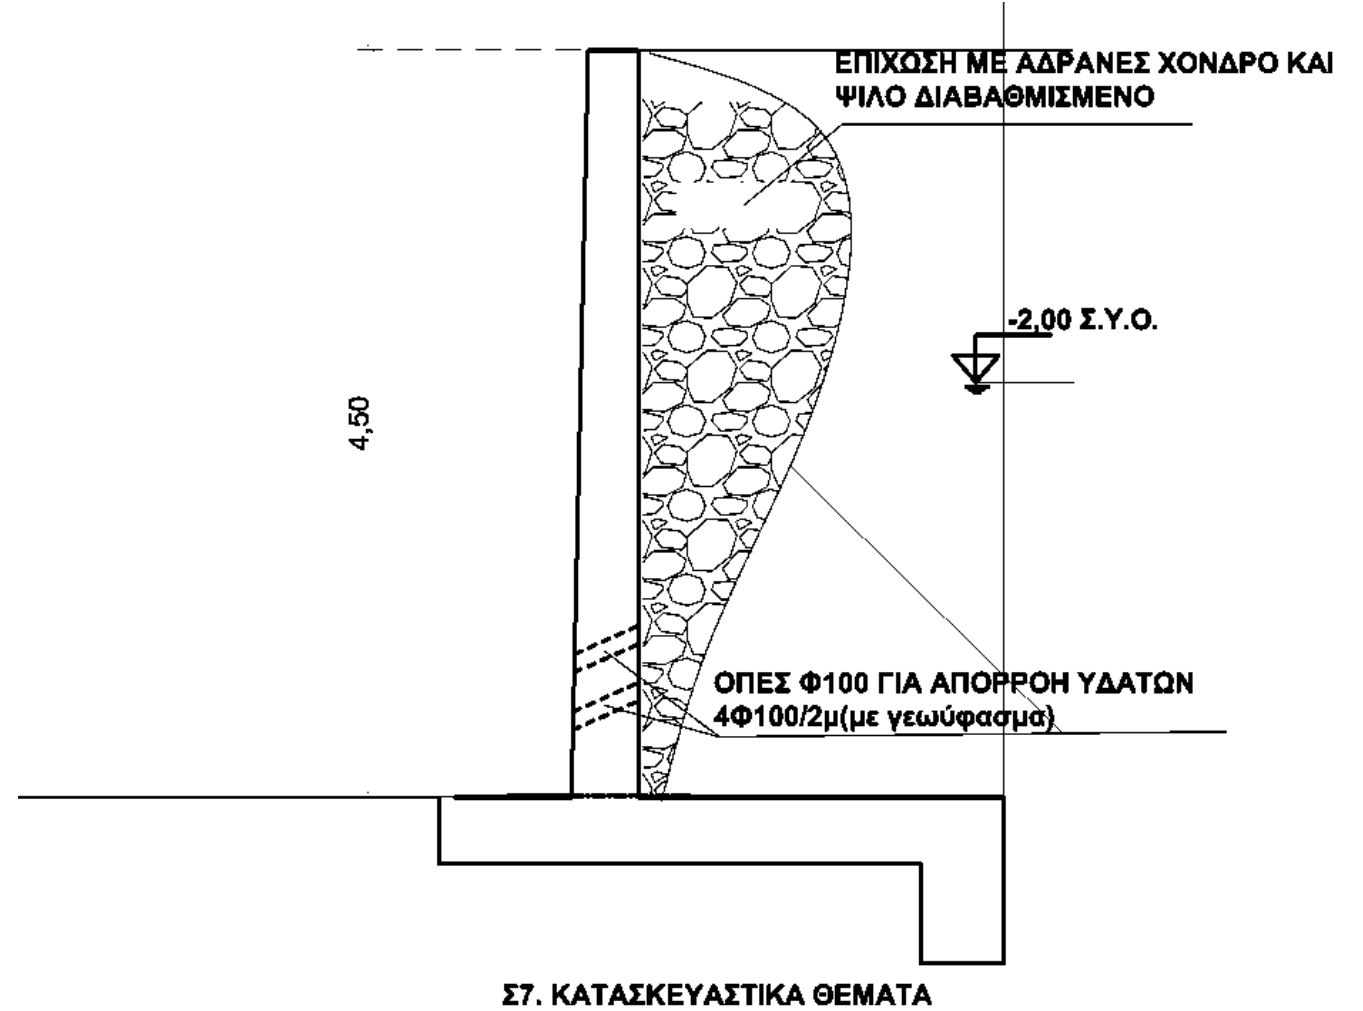 ΕΠΙΧΩΣΗ ΜΕ ΑΔΡΑΝΕΣ ΧΟΝΔΡΟ ΚΑΙ
ΨΙΛΟ ΔΙΑΒΑΘΜΙΣΜΕΝΟ
-2,00 Σ.Υ.Ο.
4,50
ΟΠΕΣ Φ100 ΓΙΑ ΑΠΟΡΡΟΗ ΥΔΑΤΩΝ
4Φ100/2μ(με γεωύφασμα)
Σ7. ΚΑΤΑΣΚΕΥΑΣΤΙΚΑ ΘΕΜΑΤΑ